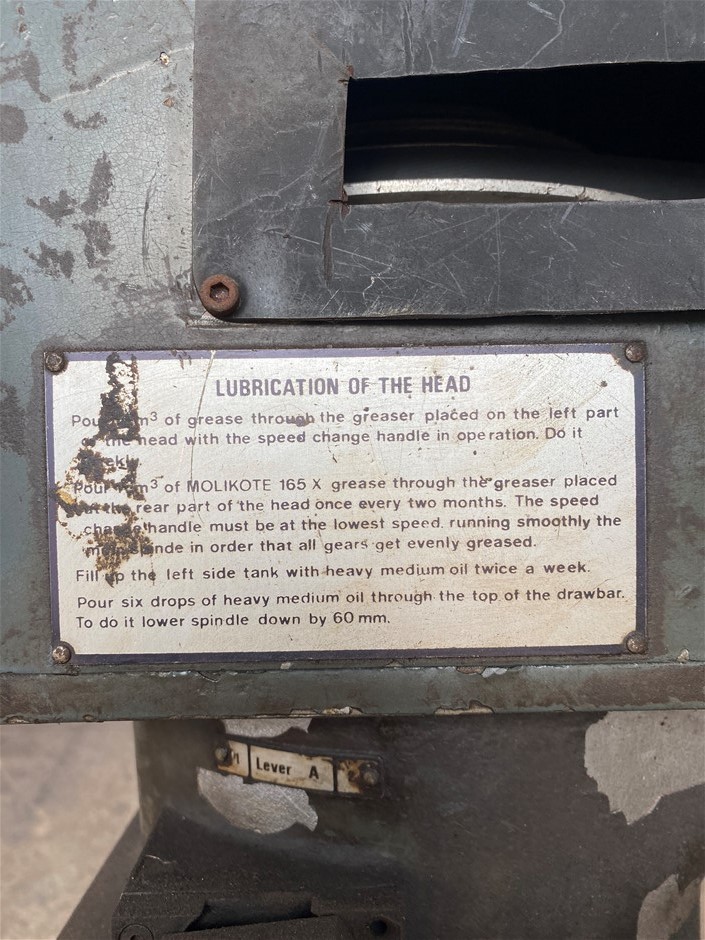 LUBRICATION OF THE HEAD
of grease through the greaser placed on the left part
the head with the speed change handle in operation. Do it
of MOLIKOTE 165 X grease through the greaser placed
rear part of the head once every two months. The speed
handle must be at the lowest speed, running smoothly the
in order that all gears get evenly greased.
Fill up the left side tank with heavy medium oil twice a week.
Pour six drops of heavy medium oil through the top of the drawbar.
To do it lower spindle down by 60 mm.
1 Lever A 2